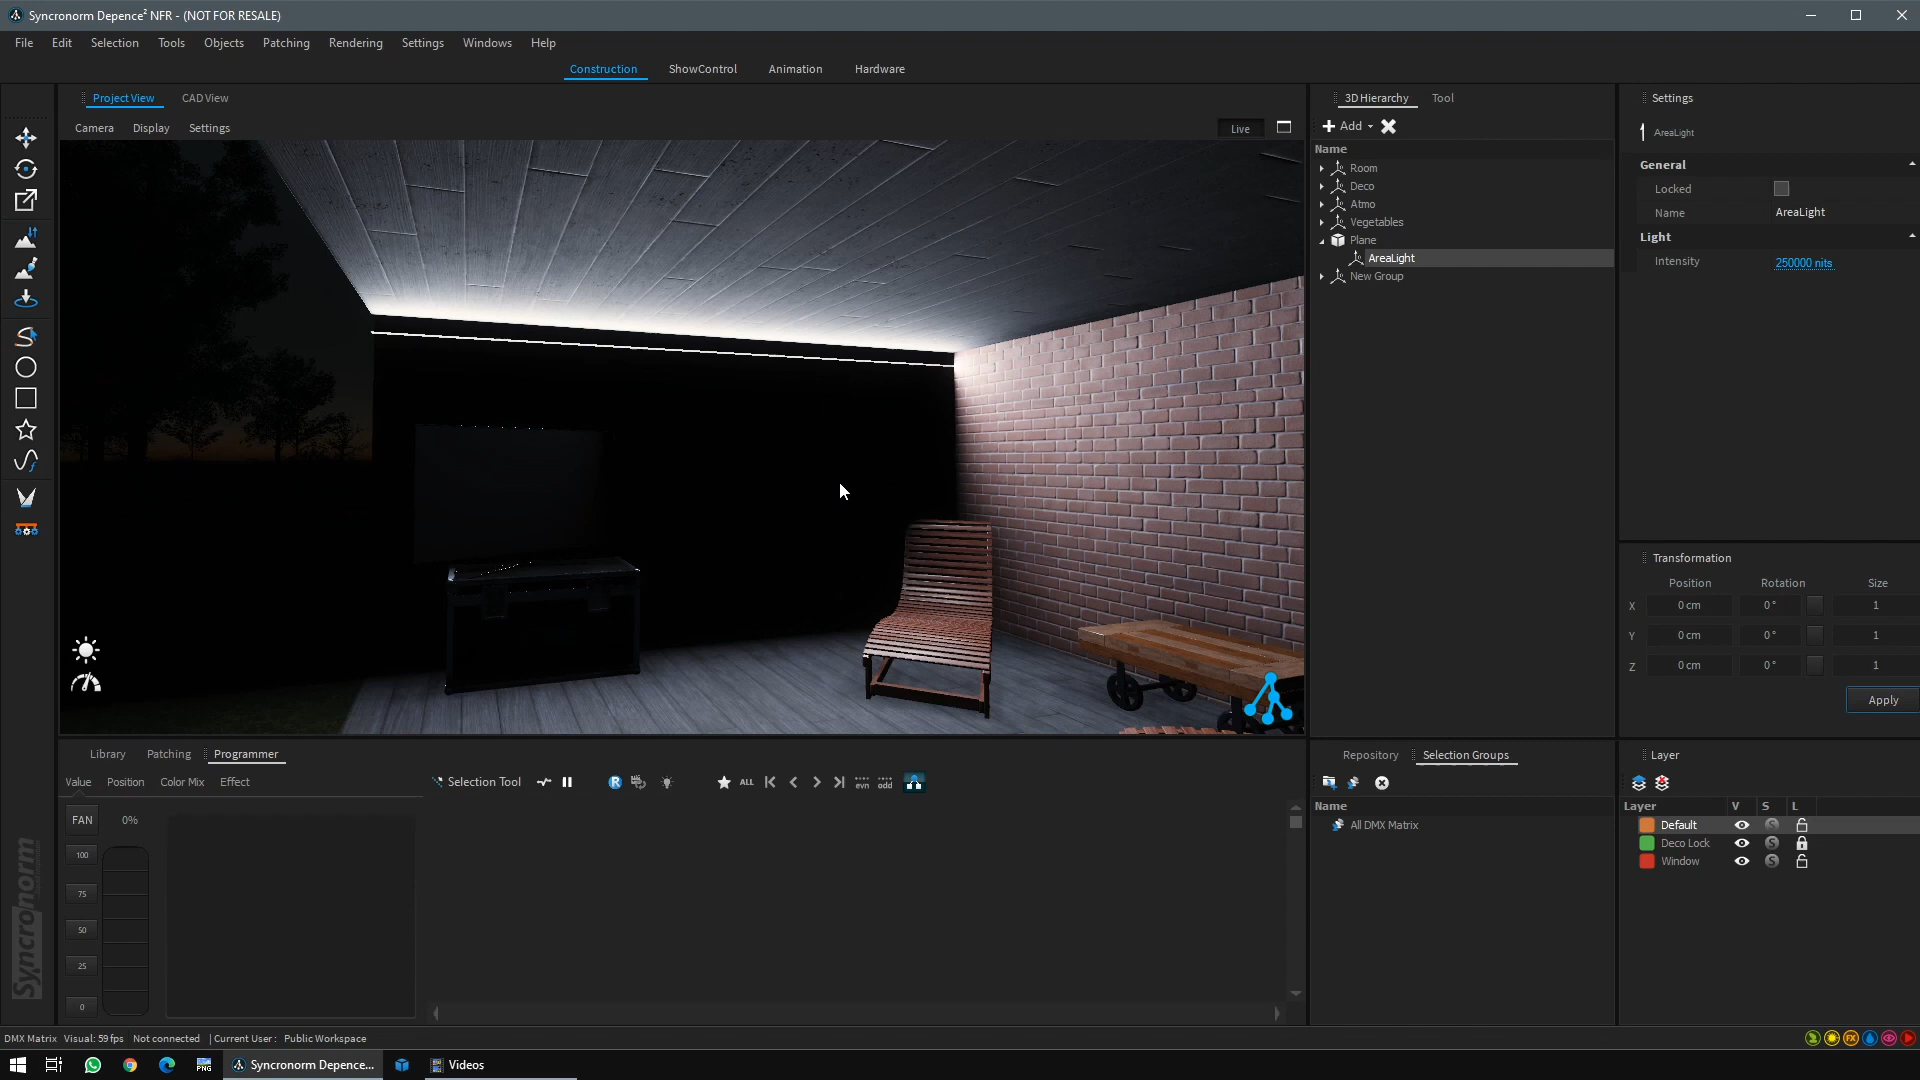 Syncronorm Depence² NFR - (NOT FOR RESALE)
File Edit Selection Tools Objects Patching Rendering Settings Windows Help
Construction ShowControl Animation Hardware
Project View CAD View
Camera Display Settings
Live
3D Hierarchy Tool
Add
Name
Room
Deco
Atmo
Vegetables
Plane
AreaLight
New Group
Settings
AreaLight
General
Locked
Name AreaLight
Light
Intensity 250000 nits
Transformation
Position Rotation Size
X 0 cm 0 ° 1
Y 0 cm 0 ° 1
Z 0 cm 0 ° 1
Apply
Library Patching Programmer
Value Position Color Mix Effect
Selection Tool
R
ALL
evn
odd
FAN 0%
100
75
50
25
0
Syncronorm
Repository Selection Groups
Name
All DMX Matrix
Layer
Layer V S L
Default S
Deco Lock S
Window S
DMX Matrix Visual: 59 fps Not connected | Current User : Public Workspace
FX
PNG
Syncronorm Depence...
Videos